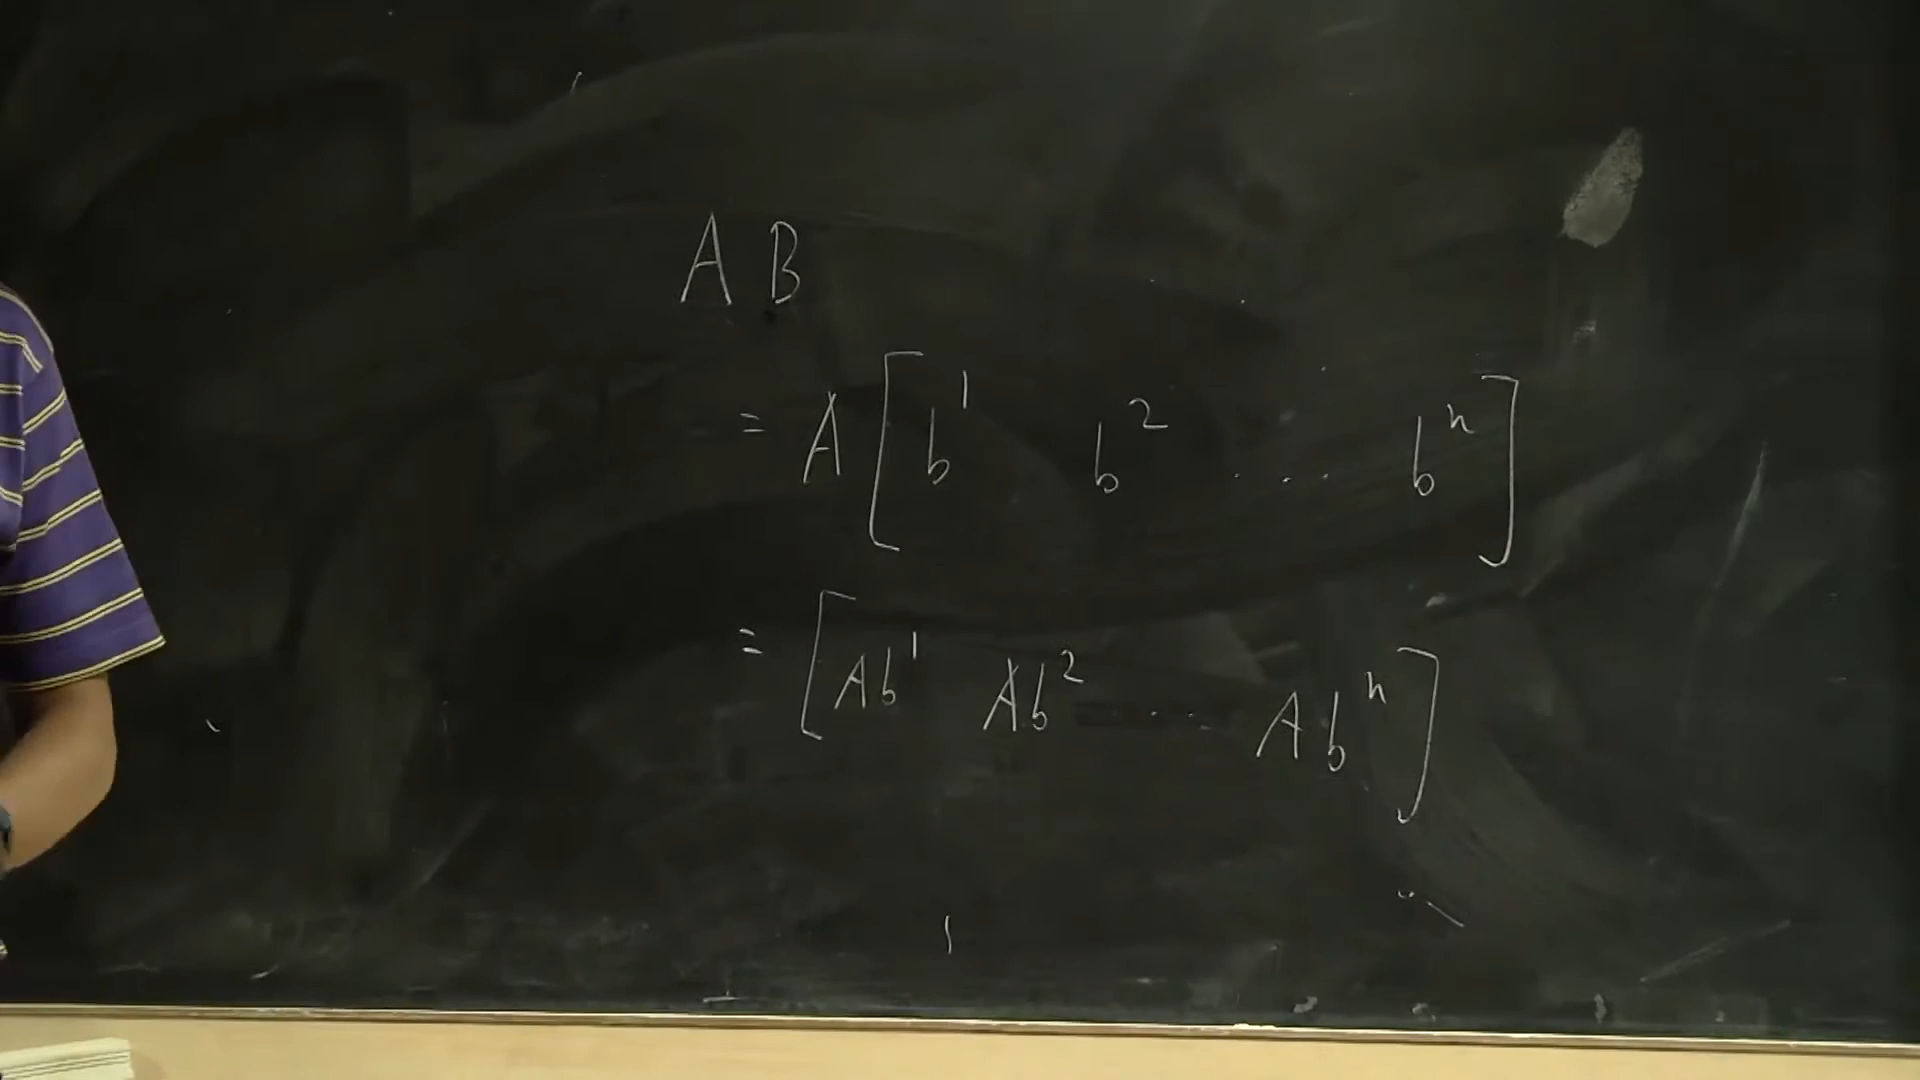 A B
= A [ b¹ b² .... bⁿ ]
= [ Ab¹ Ab² .... Abⁿ ]